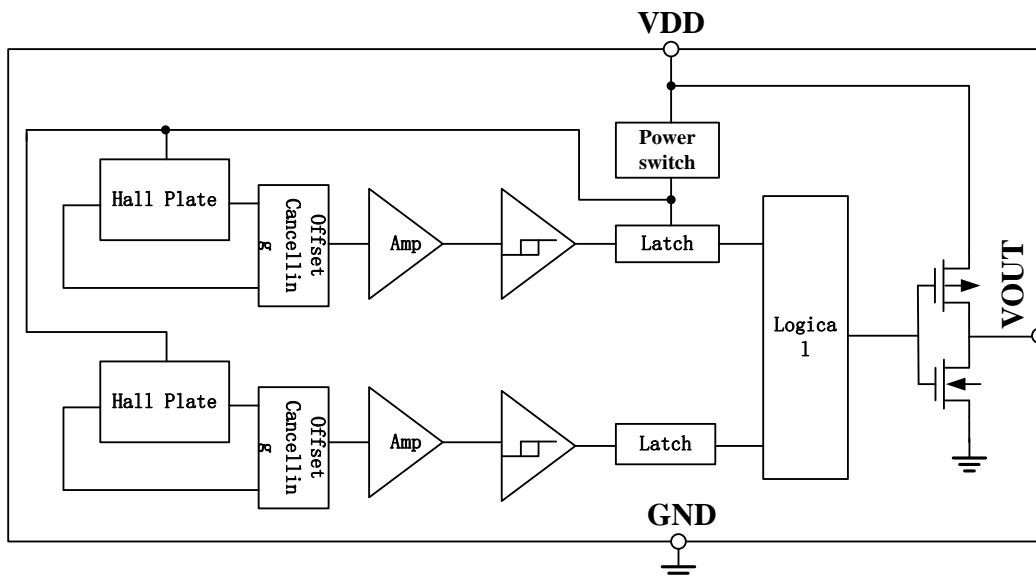 VDD
Power
switch
Hall Plate
Offset
Cancellin
g
Amp
Latch
Logica
l
VOUT
Hall Plate
Offset
Cancellin
g
Amp
Latch
GND